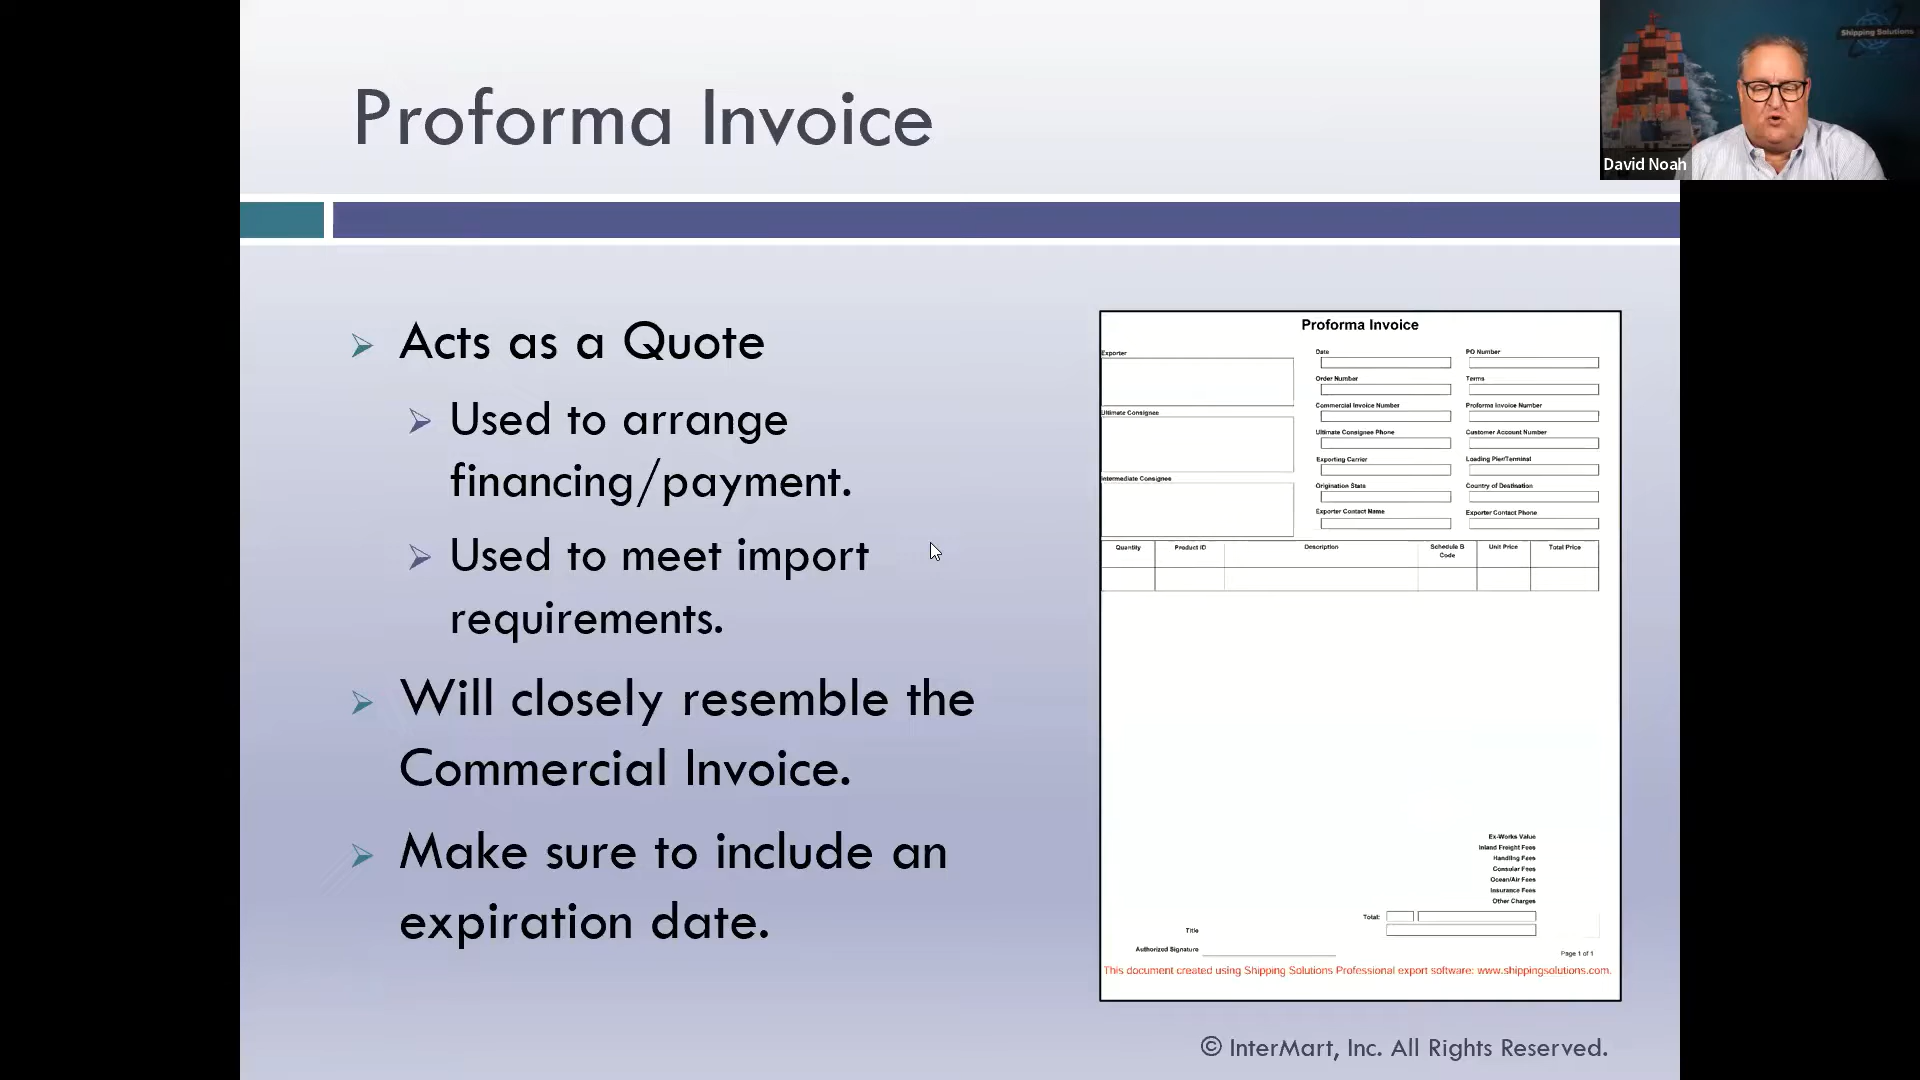 Proforma Invoice
Shipping Solutions
David Noah
Acts as a Quote
Used to arrange
financing/payment.
Used to meet import
requirements.
Will closely resemble the
Commercial Invoice.
Make sure to include an
expiration date.
Proforma Invoice
Exporter
Date
PO Number
Order Number
Terms
Commercial Invoice Number
Proforma Invoice Number
Ultimate Consignee
Ultimate Consignee Phone
Customer Account Number
Exporting Carrier
Loading Pier/Terminal
Intermediate Consignee
Origination State
Country of Destination
Exporter Contact Name
Exporter Contact Phone
Quantity
Product ID
Description
Schedule B
Code
Unit Price
Total Price
Ex-Works Value
Inland Freight Fees
Handling Fees
Consular Fees
Ocean/Air Fees
Insurance Fees
Other Charges
Total:
Title
Authorized Signature
Page 1 of 1
This document created using Shipping Solutions Professional export software: www.shippingsolutions.com.
© InterMart, Inc. All Rights Reserved.